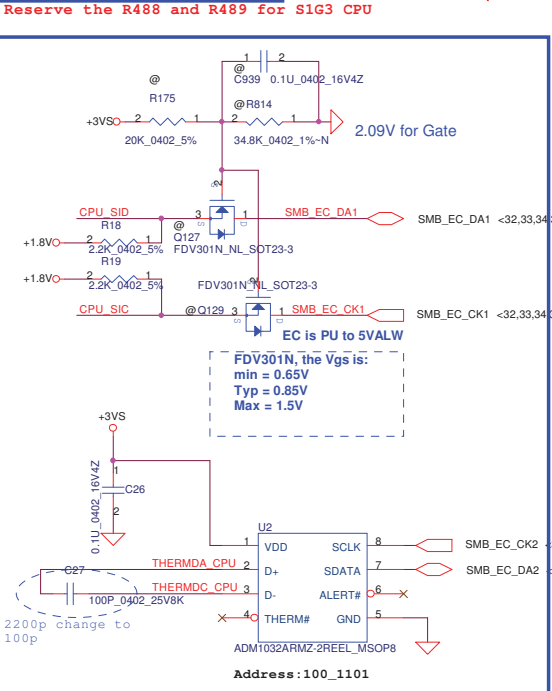 Reserve the R488 and R489 for S1G3 CPU
1 2
@ @
C939 0.1U_0402_16V4Z
R175 @R814
+3VS 2 1 2 1
20K_0402_5% 34.8K_0402_1%~N
2.09V for Gate
G 2
CPU_SID 3 S D 1 SMB_EC_DA1 SMB_EC_DA1 <32,33,34
R18 @
+1.8V 2 1 Q127
2.2K_0402_5% FDV301N_NL_SOT23-3
R19
+1.8V 2 1
2.2K_0402_5% FDV301N_NL_SOT23-3
2
CPU_SIC @Q129 3 S D 1 SMB_EC_CK1 SMB_EC_CK1 <32,33,34
EC is PU to 5VALW
FDV301N, the Vgs is:
min = 0.65V
Typ = 0.85V
Max = 1.5V
+3VS
1
C26
2
0.1U_0402_16V4Z
U2
1 VDD SCLK 8 SMB_EC_CK2 <
THERMDA_CPU 2 D+ SDATA 7 SMB_EC_DA2 <
C27
THERMDC_CPU 3 D- ALERT# 6
100P_0402_25V8K
4 THERM# GND 5
2200p change to
100p
ADM1032ARMZ-2REEL_MSOP8
Address:100_1101